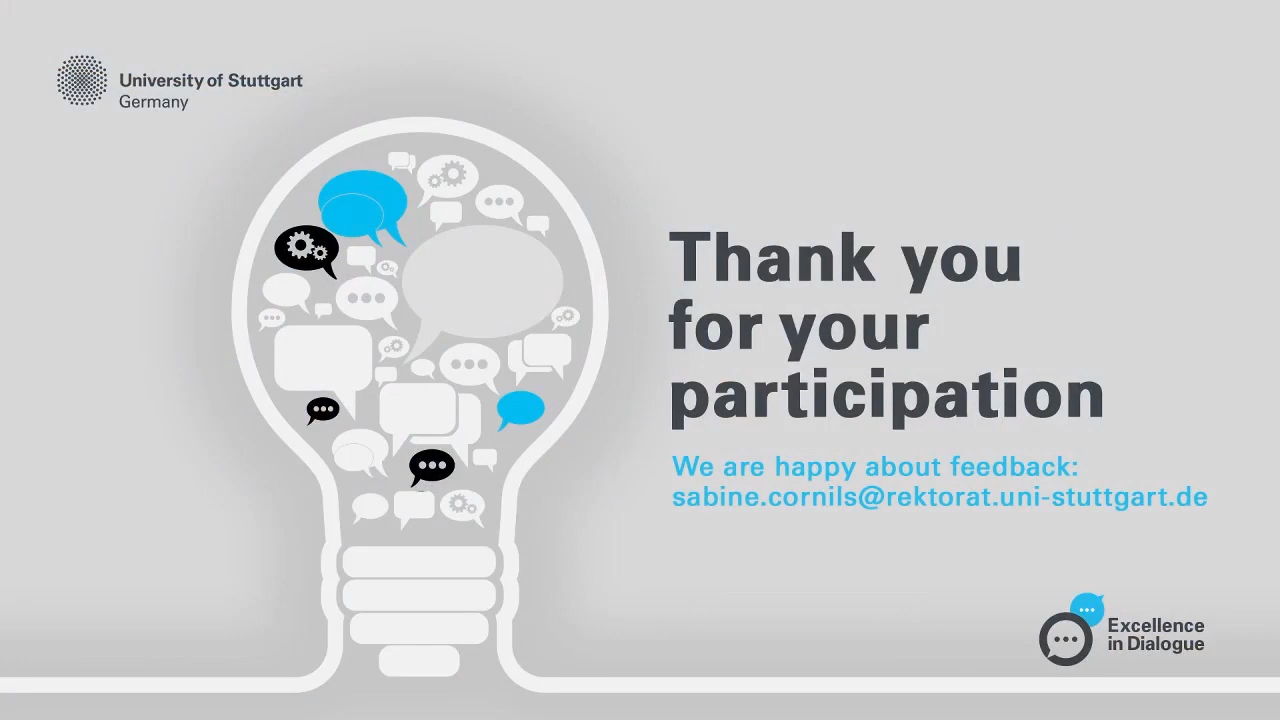 University of Stuttgart
Germany
Thank you
for your
participation
We are happy about feedback:
sabine.cornils@rektorat.uni-stuttgart.de
Excellence
in Dialogue